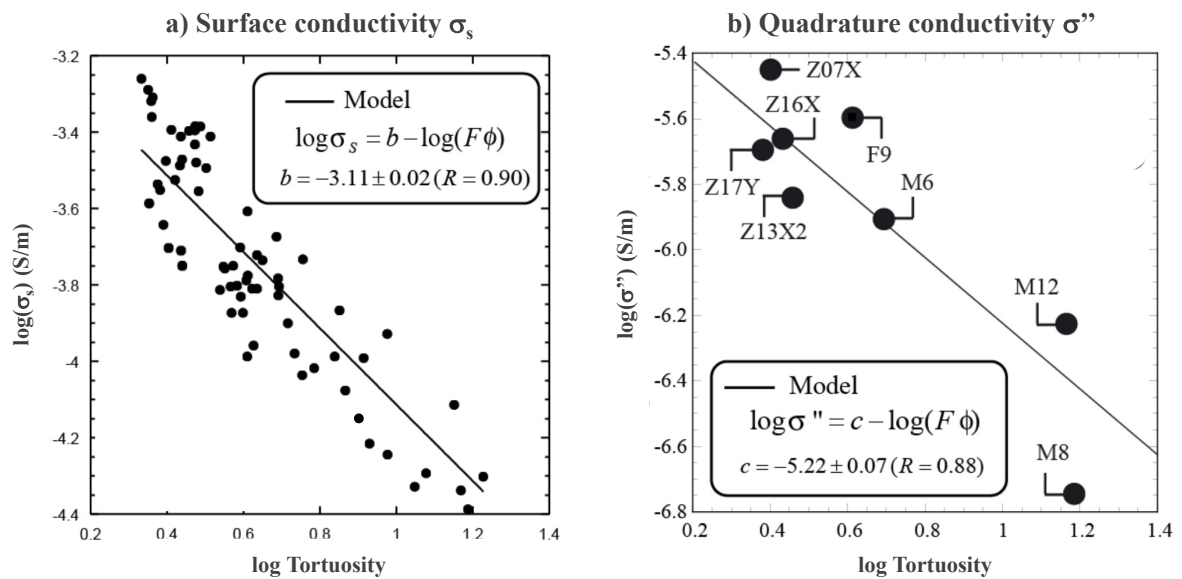 a) Surface conductivity σs
-3.2
-3.4
-3.6
-3.8
-4
-4.2
-4.4
0.2
0.4
0.6
0.8
1
1.2
1.4
log(σs) (S/m)
log Tortuosity
Model
logσs = b − log(Fϕ)
b = −3.11 ± 0.02 (R = 0.90)
b) Quadrature conductivity σ’’
-5.4
-5.6
-5.8
-6.0
-6.2
-6.4
-6.6
-6.8
0.2
0.4
0.6
0.8
1.0
1.2
1.4
log(σ’’) (S/m)
log Tortuosity
Z07X
Z16X
F9
Z17Y
Z13X2
M6
M12
M8
Model
logσ " = c − log(F ϕ)
c = −5.22 ± 0.07 (R = 0.88)